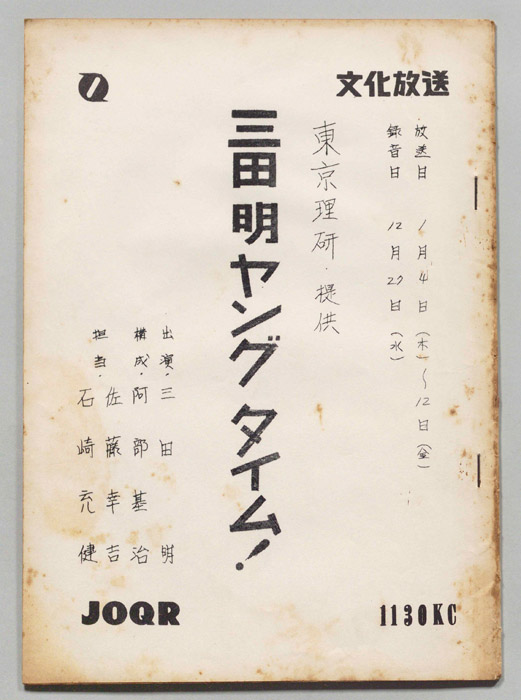 文化放送
放送日 1月4日(木)〜12日(金)
録音日 12月27日(水)
東京理研・提供
三田 明ヤング タイム!
出演・三田 明
構成・阿部基治
佐藤幸吉
担当・石崎充健
JOQR
1130KC